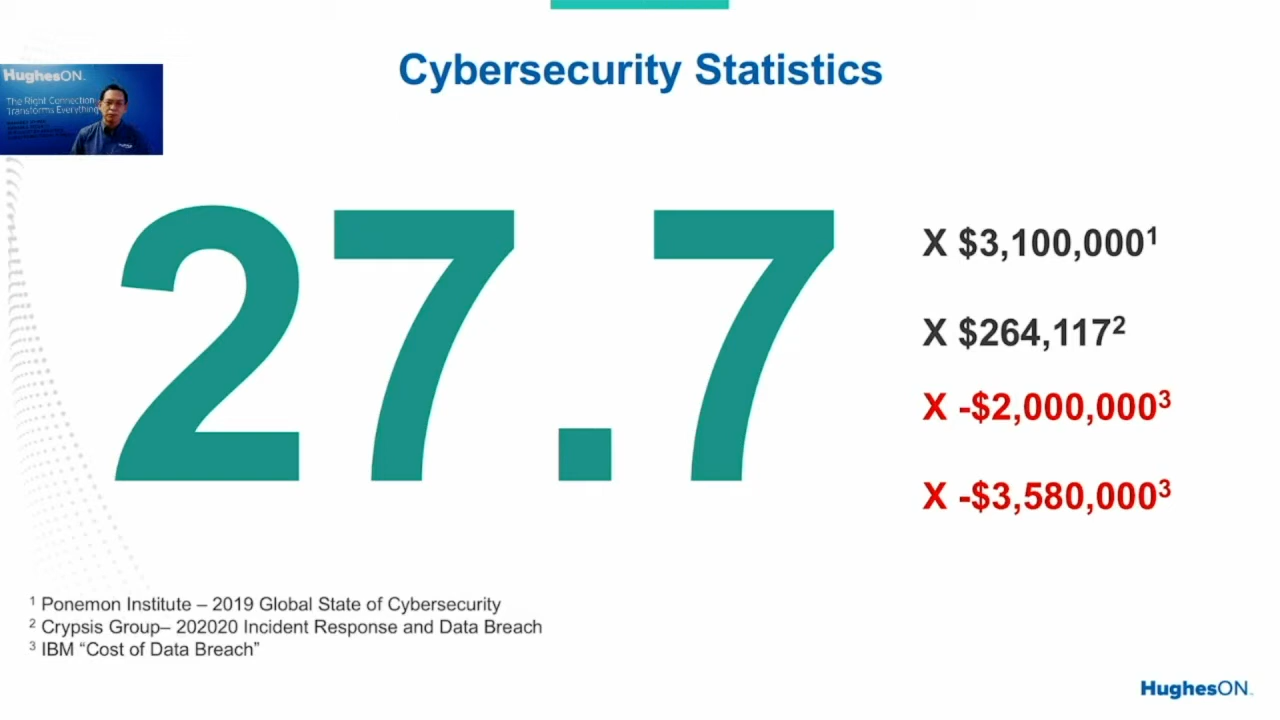 Cybersecurity Statistics
HughesON™
The Right Connection
Transforms Everything
27.7
X $3,100,000¹
X $264,117²
X -$2,000,000³
X -$3,580,000³
¹ Ponemon Institute – 2019 Global State of Cybersecurity
² Crypsis Group– 202020 Incident Response and Data Breach
³ IBM “Cost of Data Breach”
HughesON™